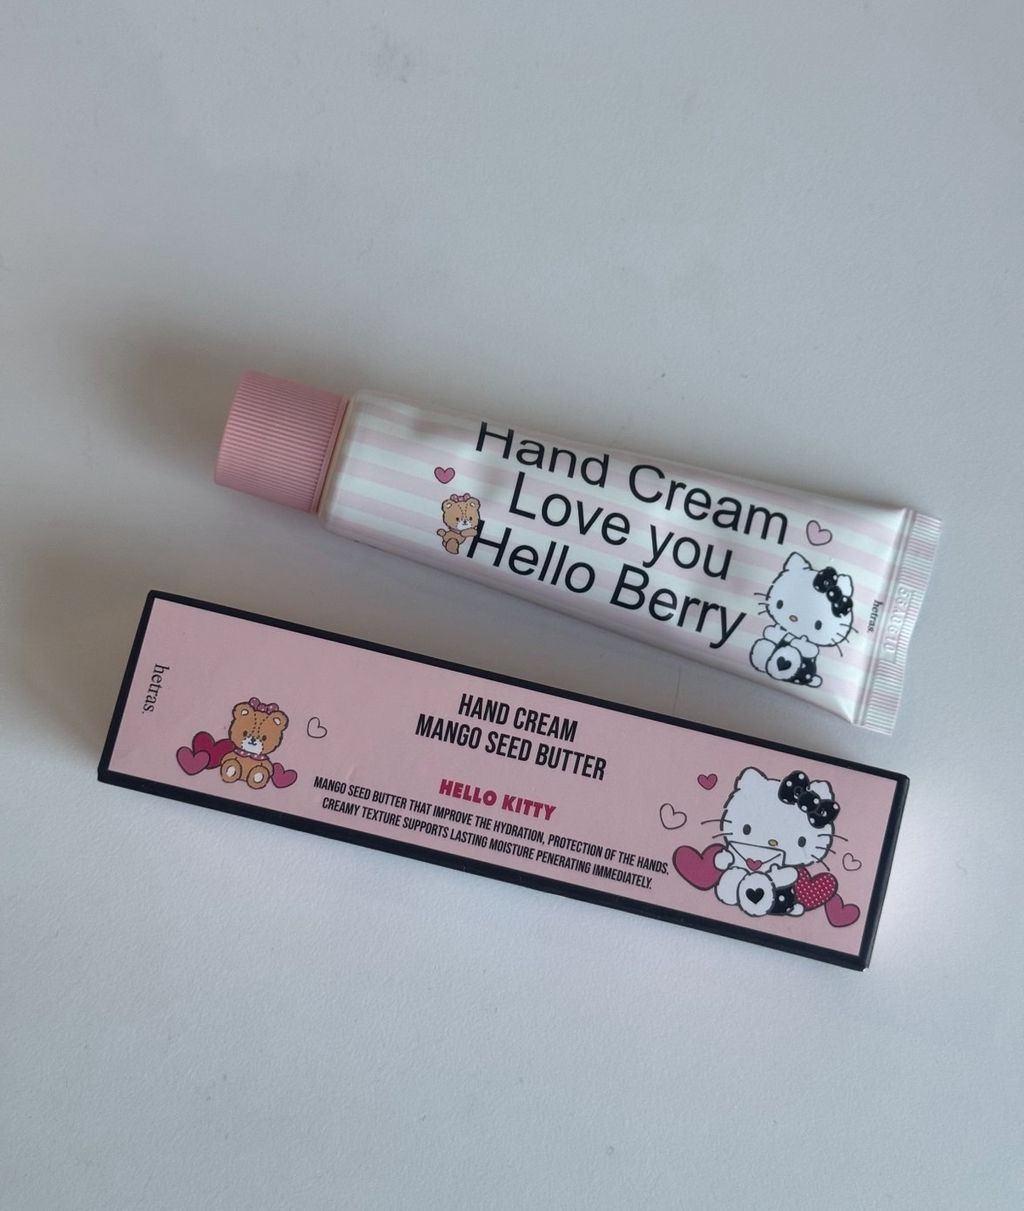 Hand Cream
Love you
Hello Berry
hetras.
hetras.
HAND CREAM
MANGO SEED BUTTER
HELLO KITTY
MANGO SEED BUTTER THAT IMPROVE THE HYDRATION, PROTECTION OF THE HANDS.
CREAMY TEXTURE SUPPORTS LASTING MOISTURE PENERATING IMMEDIATELY.